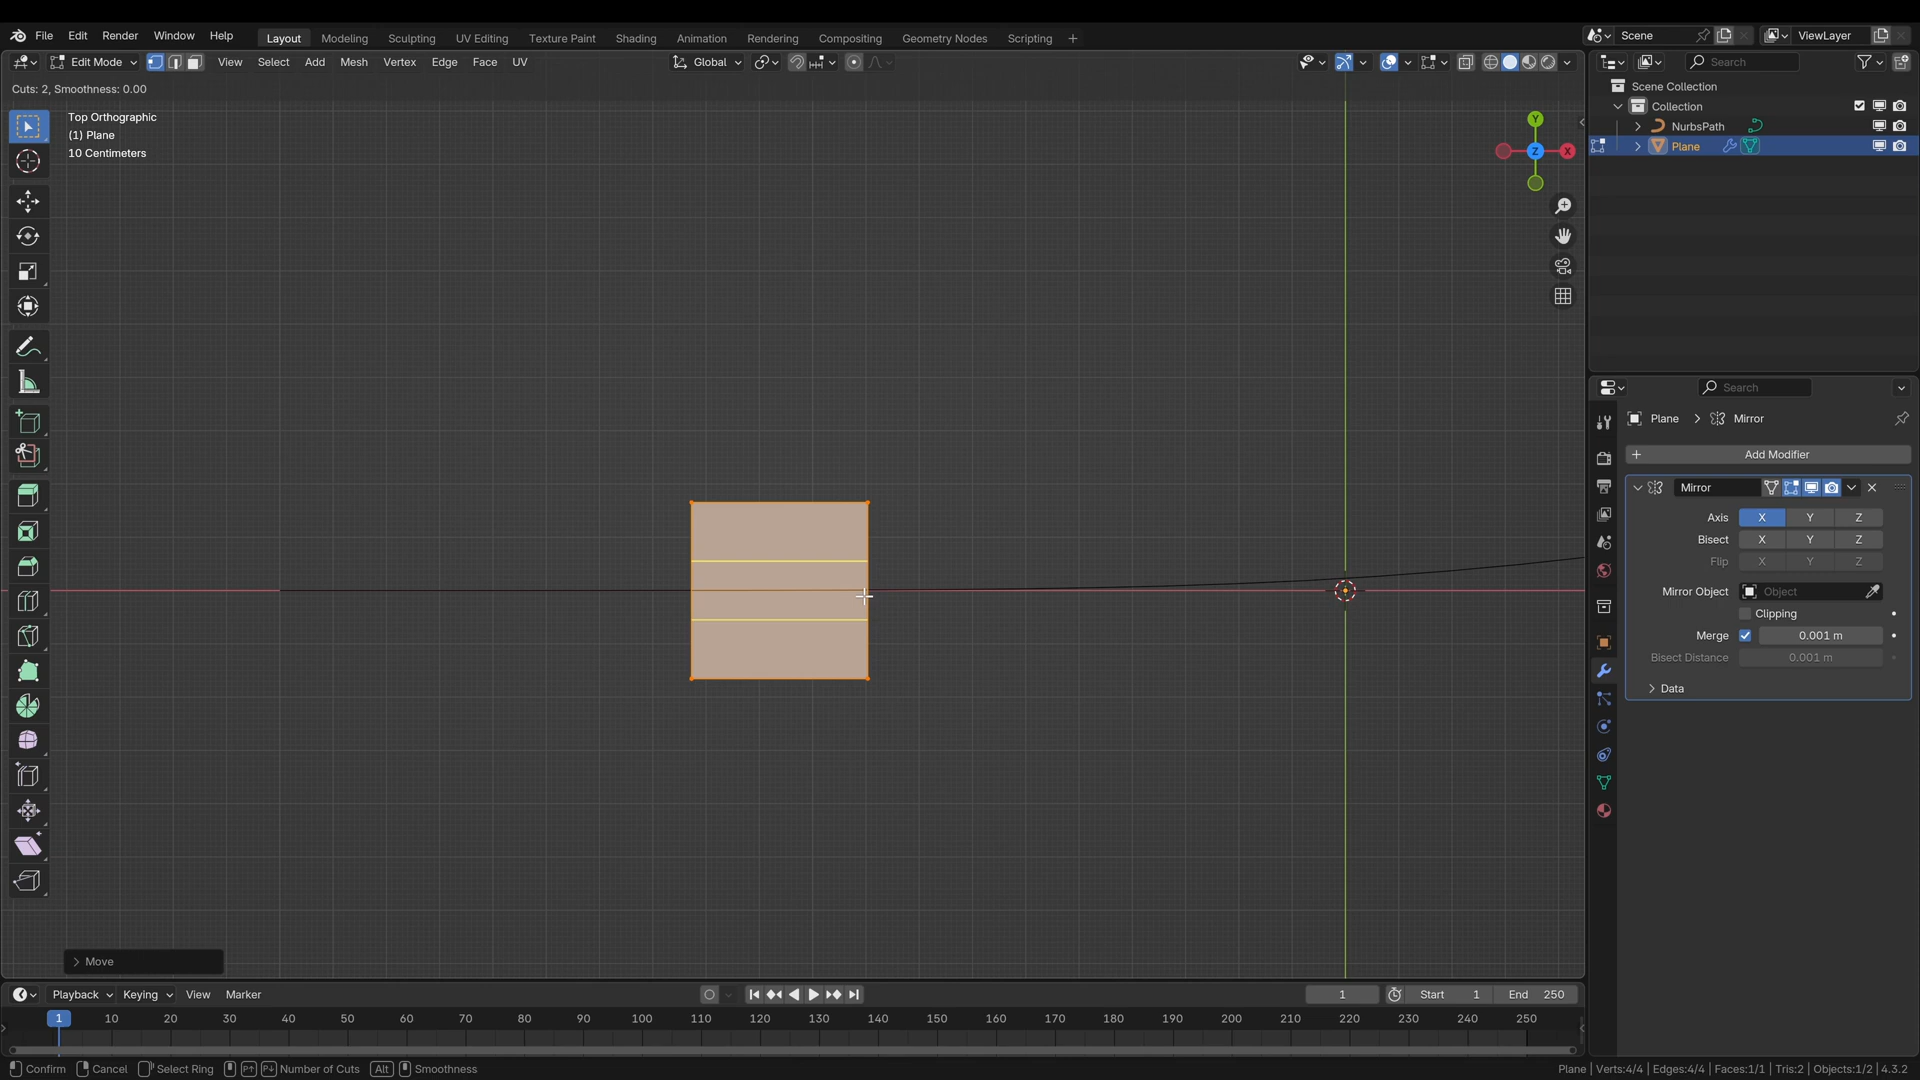 File Edit Render Window Help Layout Modeling Sculpting UV Editing Texture Paint Shading Animation Rendering Compositing Geometry Nodes Scripting + Scene ViewLayer
Edit Mode View Select Add Mesh Vertex Edge Face UV Global Search
Cuts: 2, Smoothness: 0.00
Top Orthographic
(1) Plane
10 Centimeters
Y
X
Z
Move
Scene Collection
Collection
NurbsPath
Plane
Search
Plane > Mirror
+ Add Modifier
Mirror
Axis X Y Z
Bisect X Y Z
Flip X Y Z
Mirror Object Object
Clipping
Merge 0.001 m
Bisect Distance 0.001 m
Data
Playback Keying View Marker 1 Start 1 End 250
1 10 20 30 40 50 60 70 80 90 100 110 120 130 140 150 160 170 180 190 200 210 220 230 240 250
Confirm Cancel Select Ring P↑ P↓ Number of Cuts Alt Smoothness Plane | Verts:4/4 | Edges:4/4 | Faces:1/1 | Tris:2 | Objects:1/2 | 4.3.2